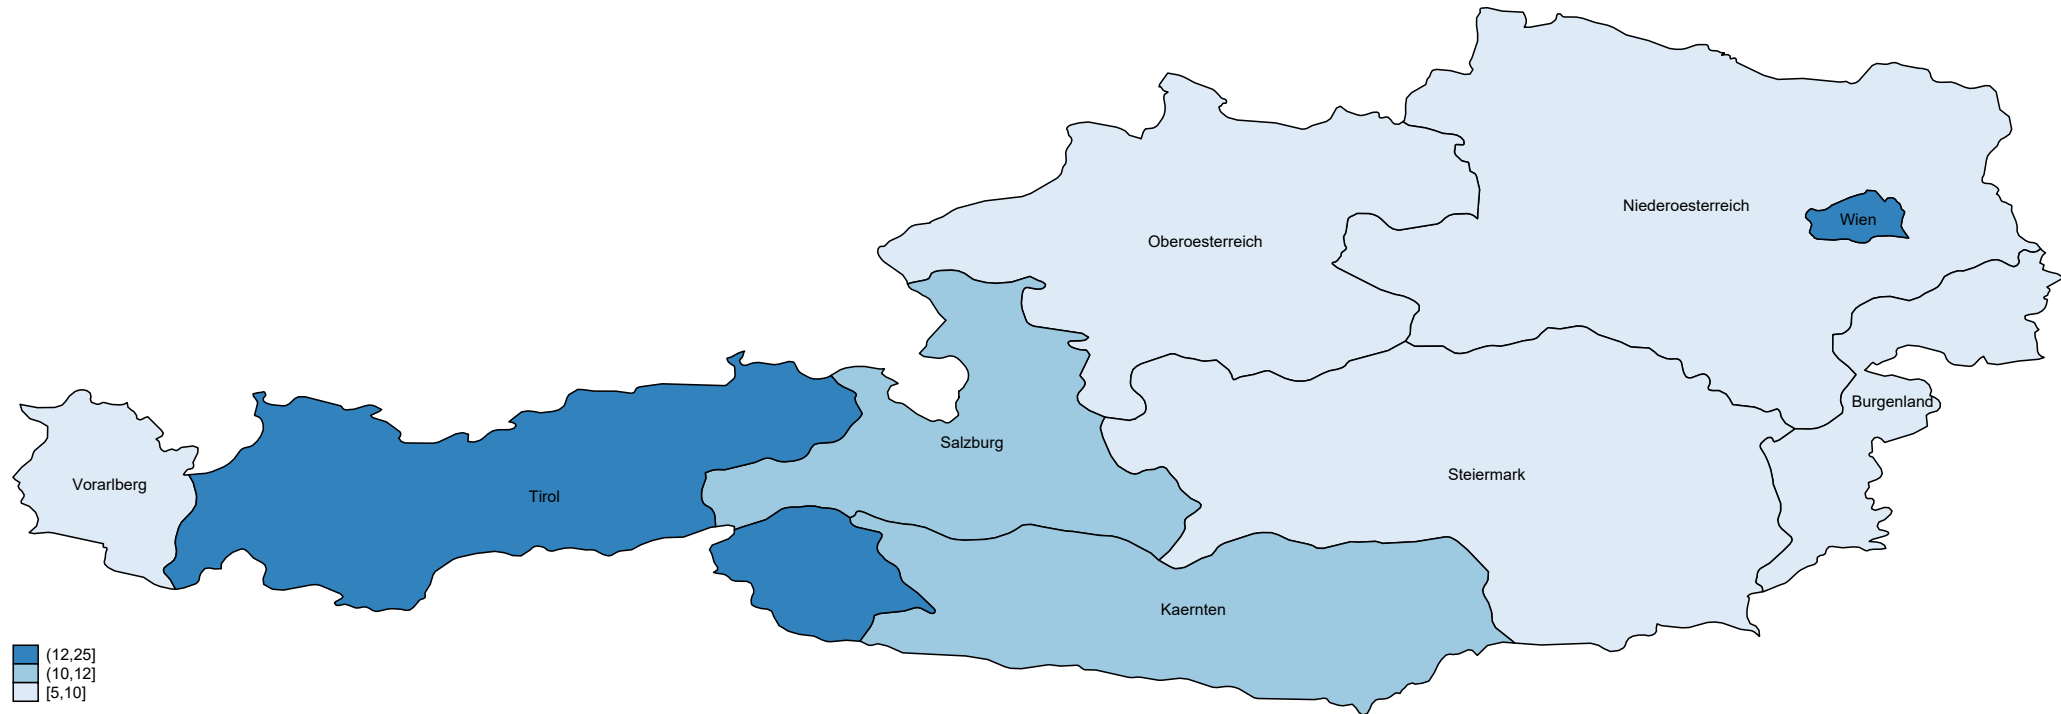 Niederoesterreich
Wien
Oberoesterreich
Burgenland
Salzburg
Steiermark
Vorarlberg
Tirol
Kaernten
(12,25]
(10,12]
[5,10]